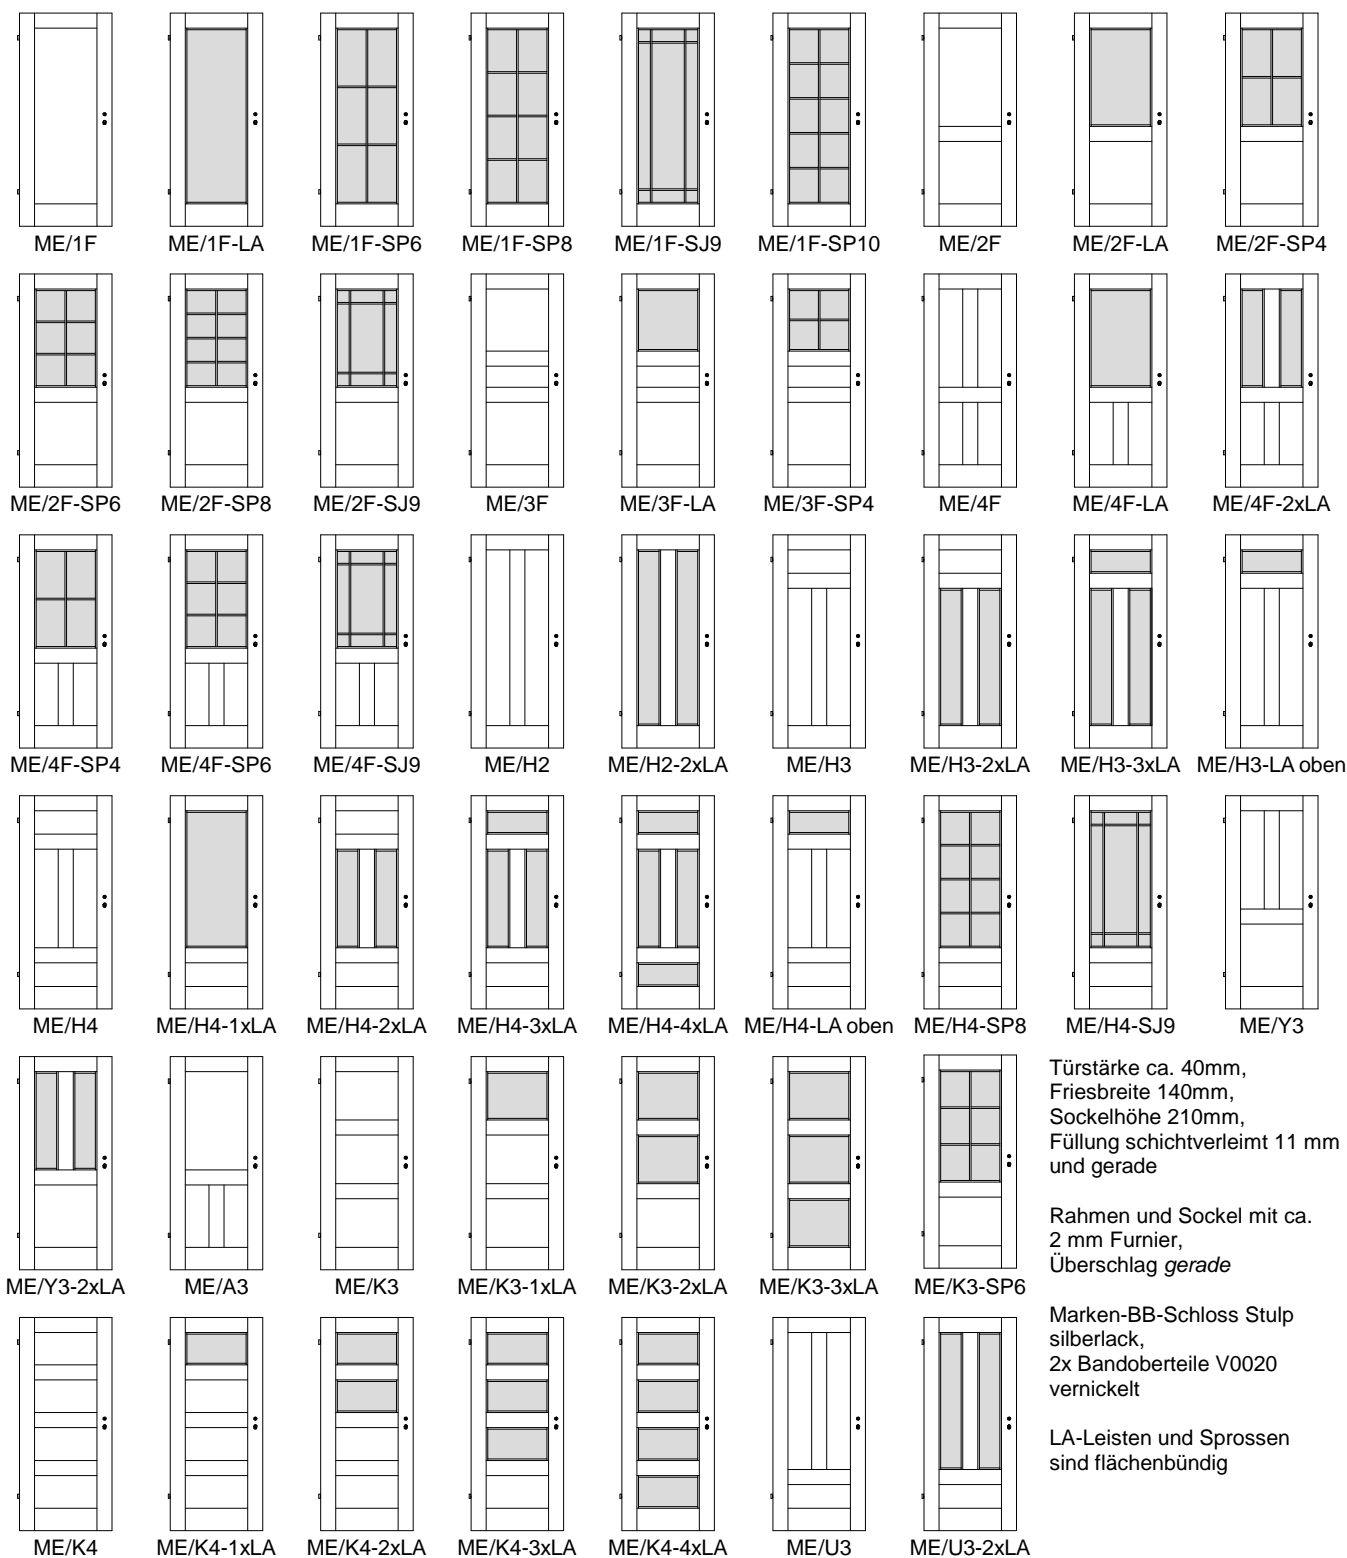 ME/1F ME/1F-LA ME/1F-SP6 ME/1F-SP8 ME/1F-SJ9 ME/1F-SP10 ME/2F ME/2F-LA ME/2F-SP4
ME/2F-SP6 ME/2F-SP8 ME/2F-SJ9 ME/3F ME/3F-LA ME/3F-SP4 ME/4F ME/4F-LA ME/4F-2xLA
ME/4F-SP4 ME/4F-SP6 ME/4F-SJ9 ME/H2 ME/H2-2xLA ME/H3 ME/H3-2xLA ME/H3-3xLA ME/H3-LA oben
ME/H4 ME/H4-1xLA ME/H4-2xLA ME/H4-3xLA ME/H4-4xLA ME/H4-LA oben ME/H4-SP8 ME/H4-SJ9 ME/Y3
ME/Y3-2xLA ME/A3 ME/K3 ME/K3-1xLA ME/K3-2xLA ME/K3-3xLA ME/K3-SP6
Türstärke ca. 40mm,
Friesbreite 140mm,
Sockelhöhe 210mm,
Füllung schichtverleimt 11 mm
und gerade
Rahmen und Sockel mit ca.
2 mm Furnier,
Überschlag gerade
Marken-BB-Schloss Stulp
silberlack,
2x Bandoberteile V0020
vernickelt
LA-Leisten und Sprossen
sind flächenbündig
ME/K4 ME/K4-1xLA ME/K4-2xLA ME/K4-3xLA ME/K4-4xLA ME/U3 ME/U3-2xLA